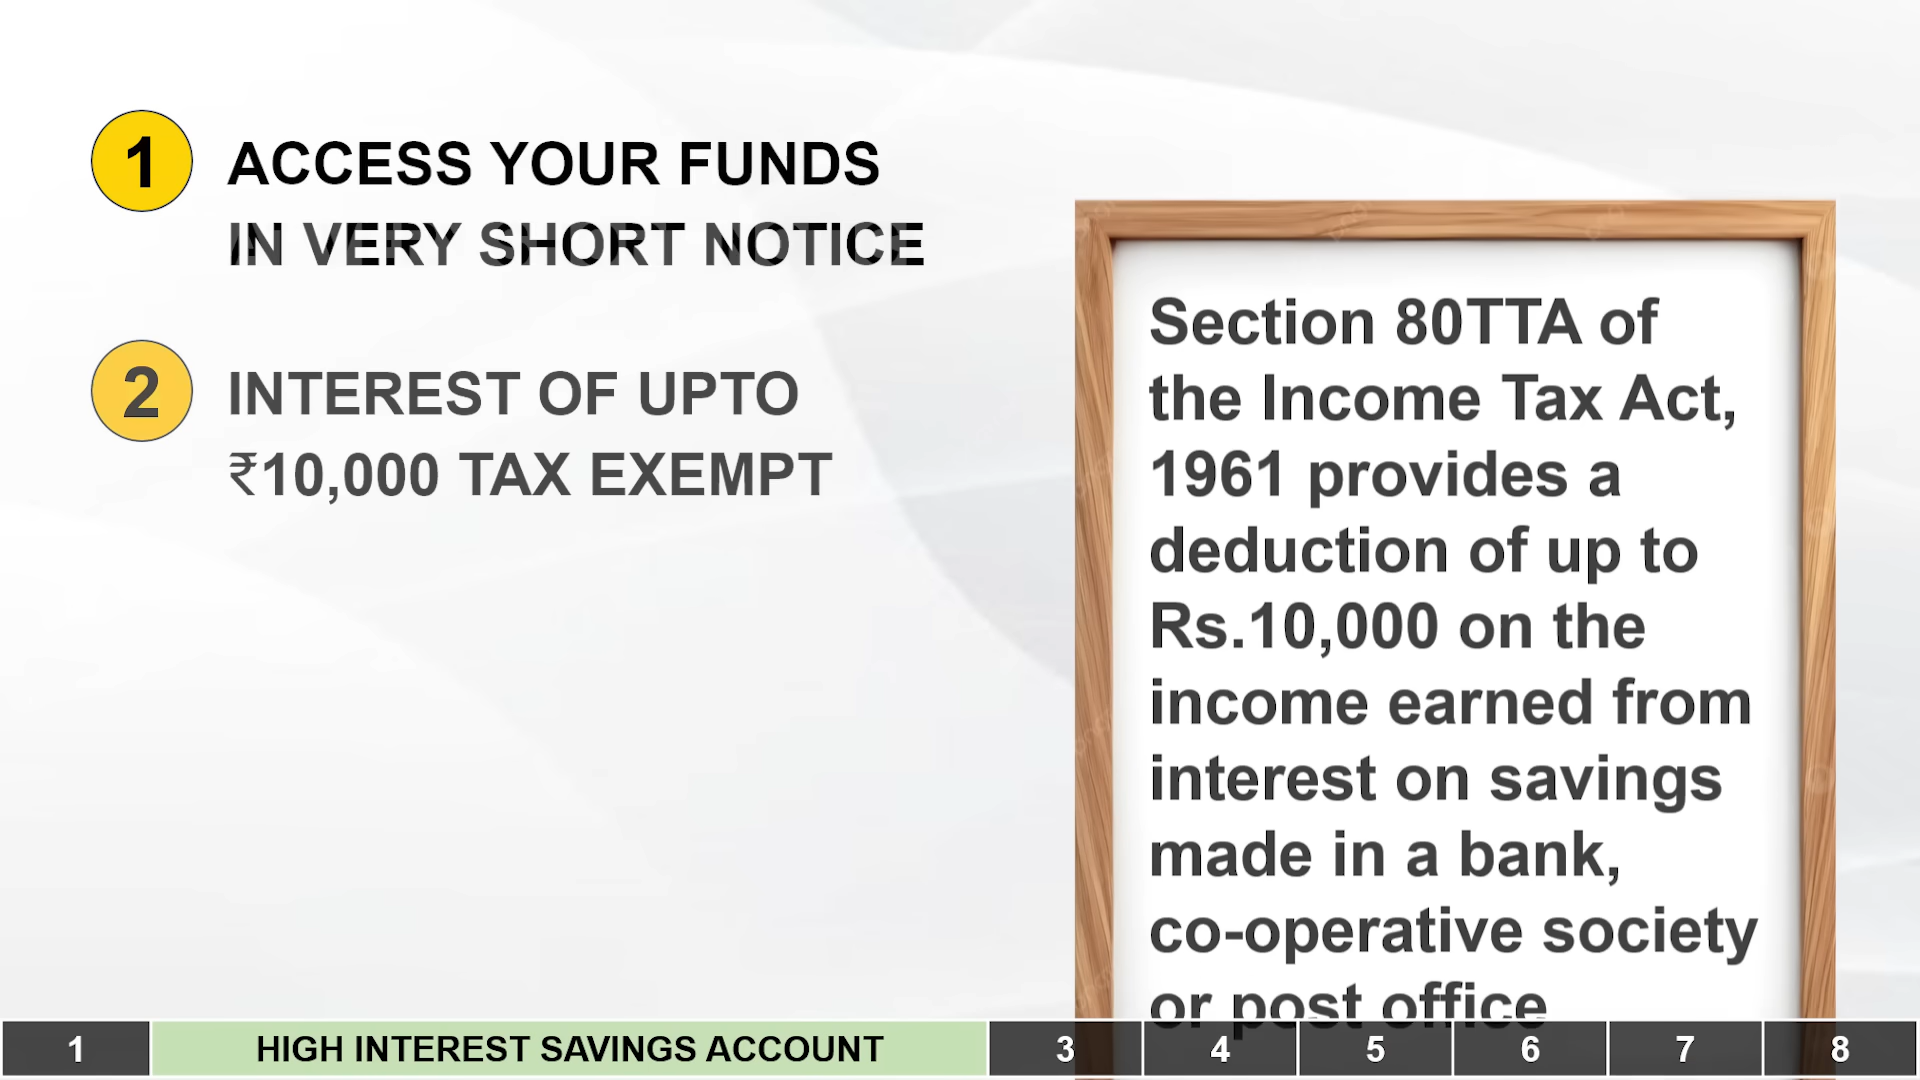 1 ACCESS YOUR FUNDS
IN VERY SHORT NOTICE
2 INTEREST OF UPTO
₹10,000 TAX EXEMPT
Section 80TTA of
the Income Tax Act,
1961 provides a
deduction of up to
Rs.10,000 on the
income earned from
interest on savings
made in a bank,
co-operative society
or post office
1 HIGH INTEREST SAVINGS ACCOUNT 3 4 5 6 7 8